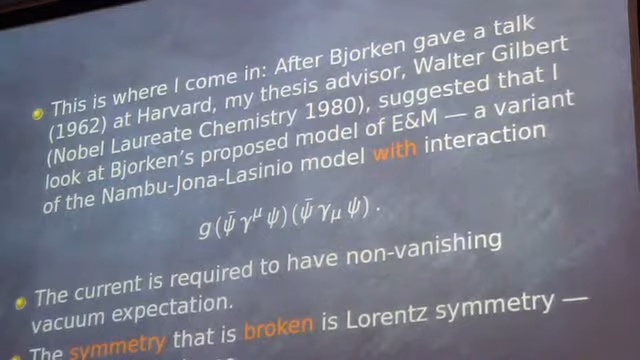 This is where I come in: After Bjorken gave a talk
(1962) at Harvard, my thesis advisor, Walter Gilbert
(Nobel Laureate Chemistry 1980), suggested that I
look at Bjorken's proposed model of E&M — a variant
of the Nambu-Jona-Lasinio model with interaction
g(ψ̄ γ^μ ψ)(ψ̄ γ_μ ψ).
The current is required to have non-vanishing
vacuum expectation.
The symmetry that is broken is Lorentz symmetry —